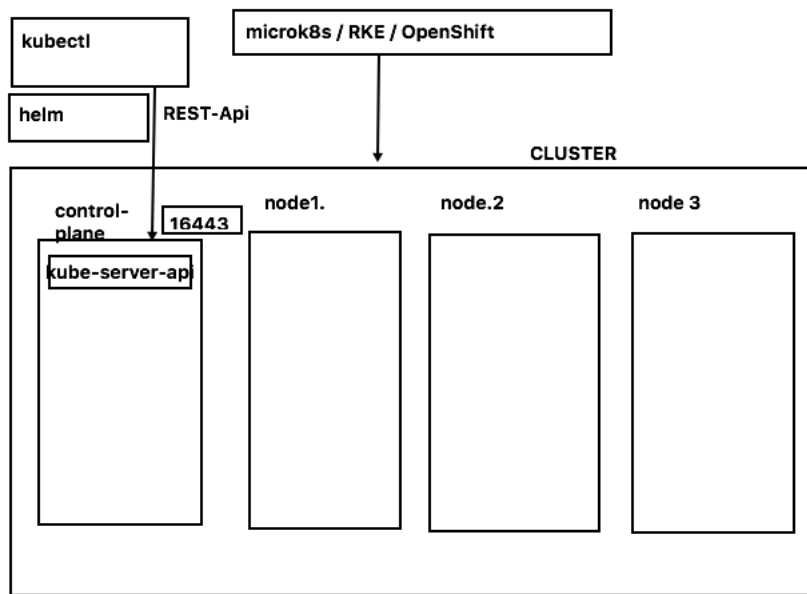 kubectl
microk8s / RKE / OpenShift
helm
REST-Api
CLUSTER
control-
plane
16443
node1.
node.2
node 3
kube-server-api